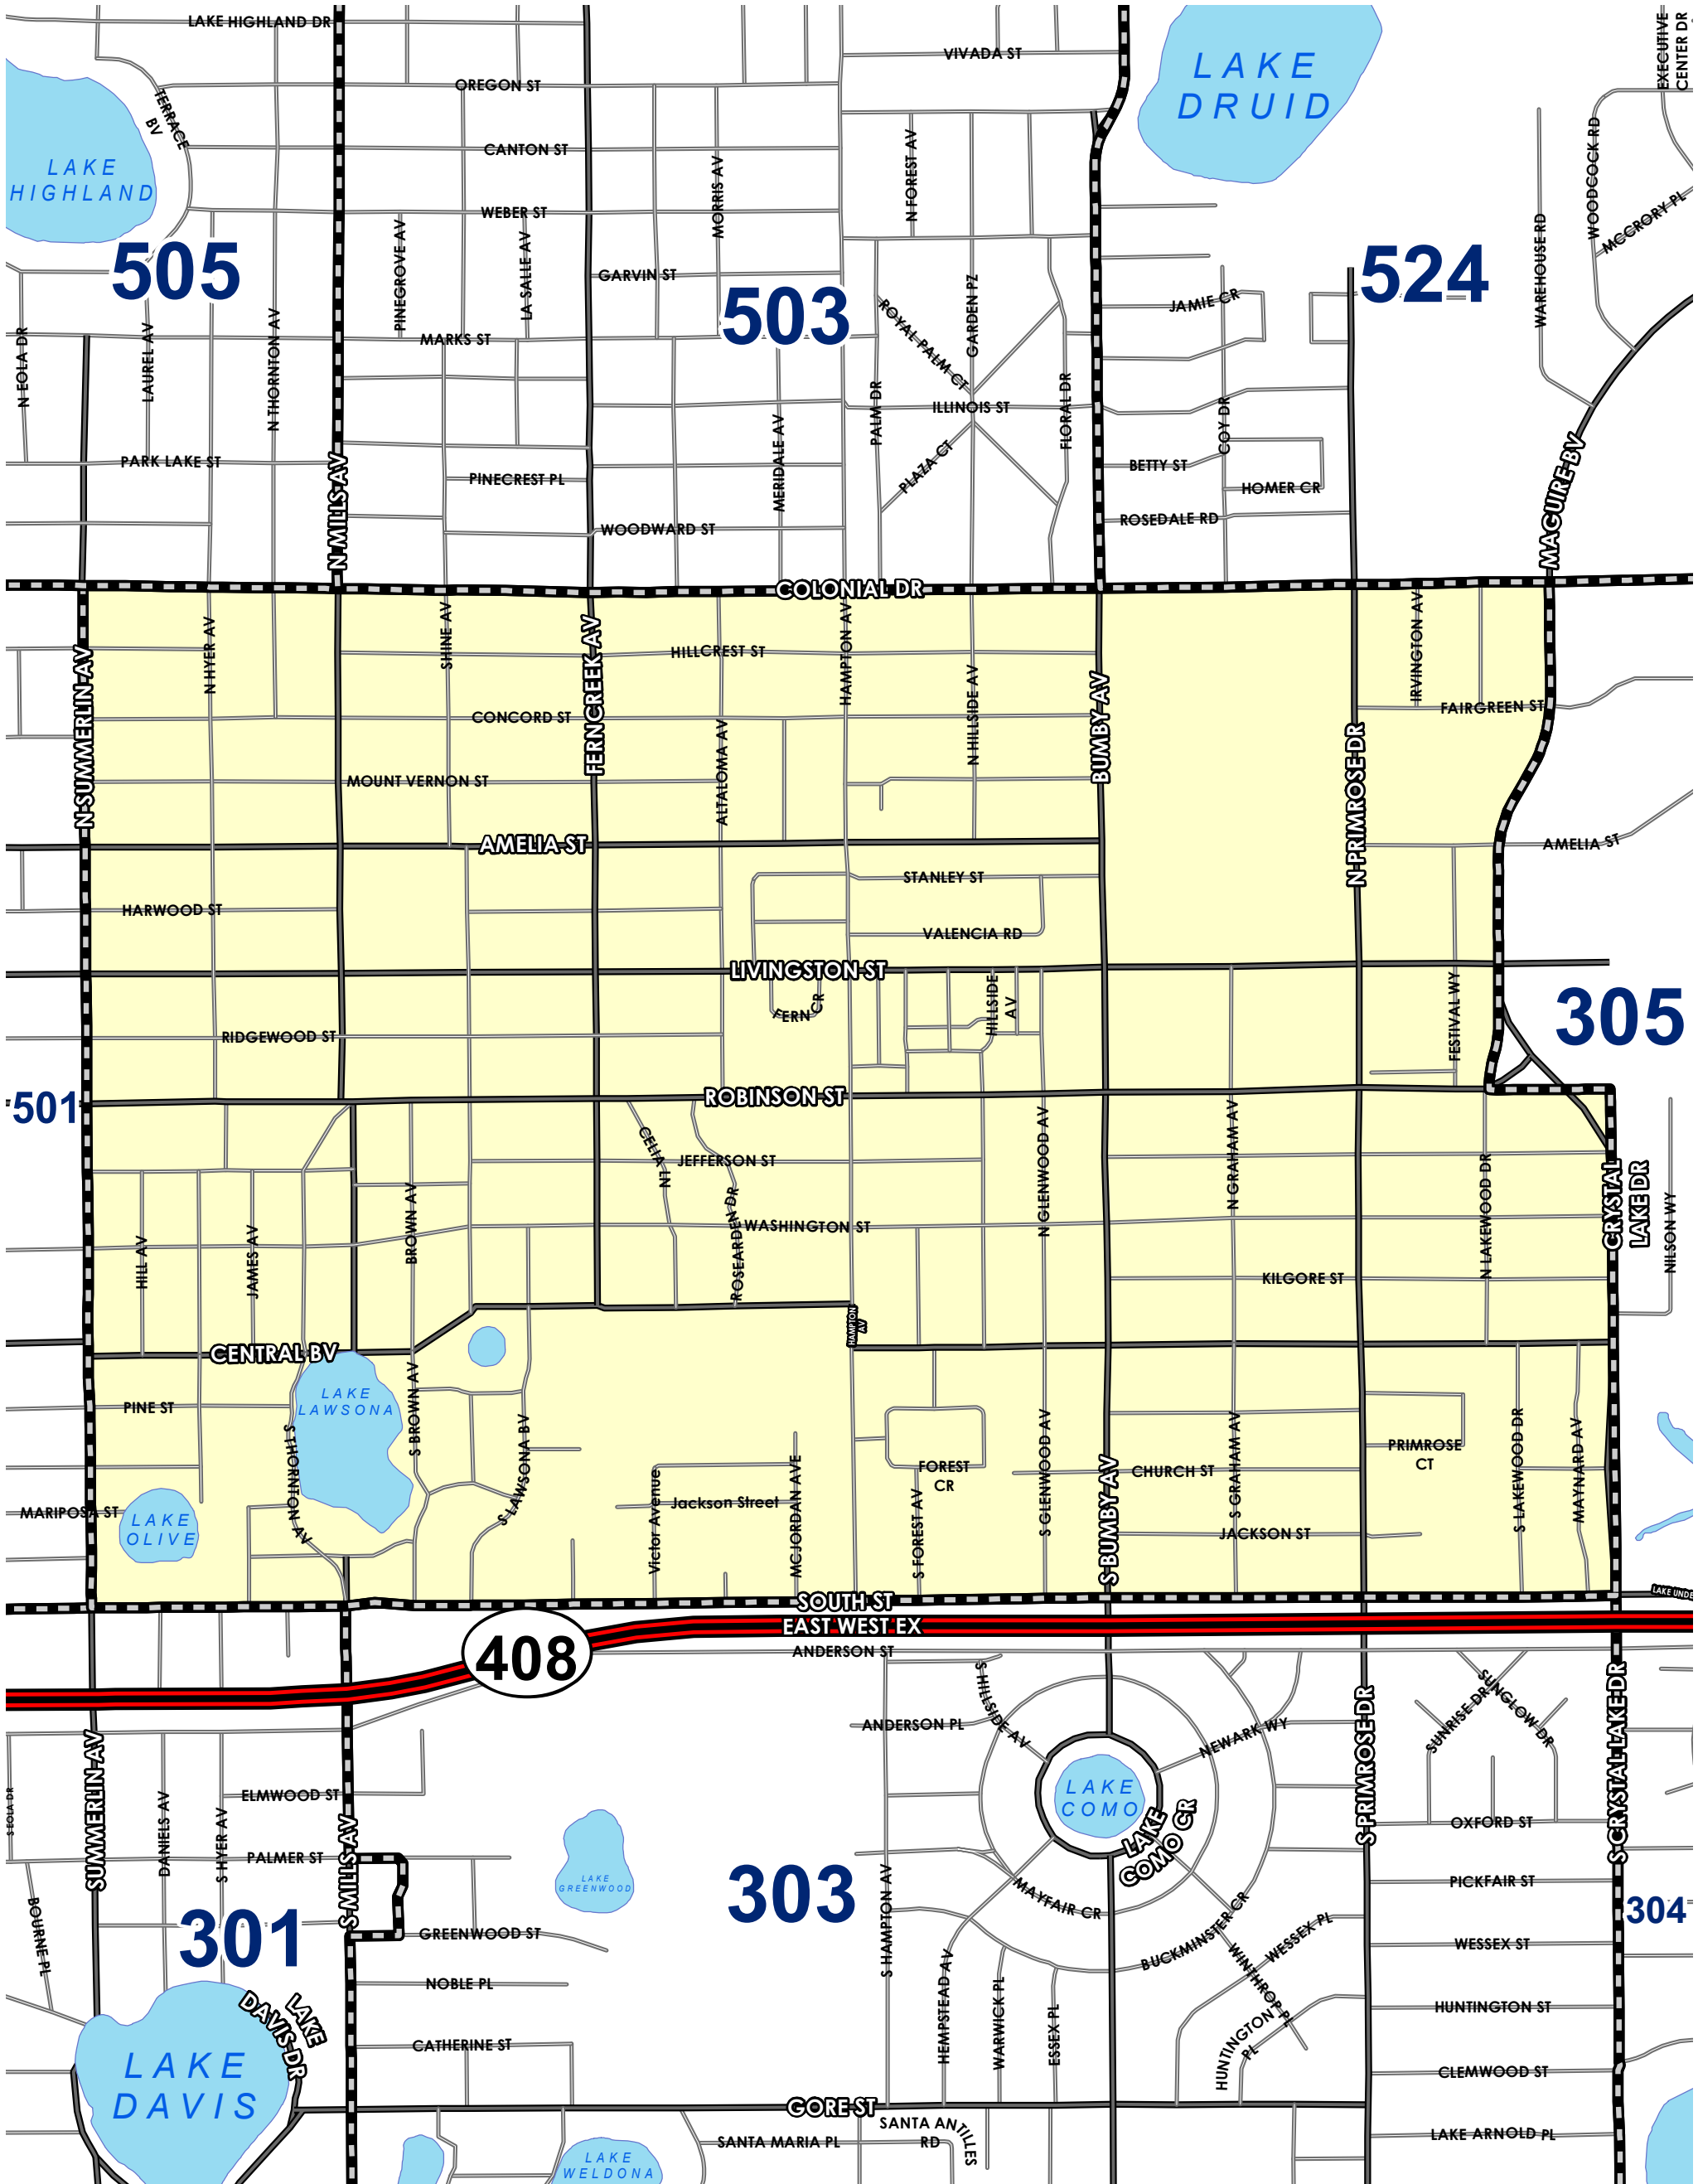 LAKE HIGHLAND DR
VIVADA ST
EXECUTIVE
CENTER DR
LAKE
DRUID
OREGON ST
TERRACE
BV
WOODCOCK RD
CANTON ST
N FOREST AV
MORRIS AV
LAKE
HIGHLAND
MCCRORY PL
WEBER ST
PINEGROVE AV
LA SALLE AV
WAREHOUSE RD
505
GARVIN ST
524
503
JAMIE CR
ROYAL PALM CT
GARDEN PZ
N EOLA DR
LAUREL AV
N THORNTON AV
MARKS ST
PALM DR
ILLINOIS ST
FLORAL DR
COY DR
MERIDALE AV
PLAZA CT
MAGUIRE BV
PARK LAKE ST
N MILLS AV
PINECREST PL
BETTY ST
HOMER CR
WOODWARD ST
ROSEDALE RD
COLONIAL DR
N HYER AV
SHINE AV
FERNCREEK AV
HAMPTON AV
IRVINGTON AV
HILLCREST ST
N SUMMERLIN AV
N HILLSIDE AV
BUMBY AV
FAIRGREEN ST
CONCORD ST
ALTALOMA AV
N PRIMROSE DR
MOUNT VERNON ST
AMELIA ST
AMELIA ST
STANLEY ST
HARWOOD ST
VALENCIA RD
LIVINGSTON ST
FERN CR
HILLSIDE
AV
FESTIVAL WY
305
RIDGEWOOD ST
501
ROBINSON ST
CELIA LN
JEFFERSON ST
N GLENWOOD AV
N GRAHAM AV
N LAKEWOOD DR
CRYSTAL
LAKE DR
NILSON WY
BROWN AV
ROSEARDEN DR
WASHINGTON ST
HILL AV
JAMES AV
KILGORE ST
HAMPTON
AV
CENTRAL BV
LAKE
LAWSONA
S BROWN AV
PINE ST
S THORNTON AV
S LAWSONA BV
S GLENWOOD AV
S GRAHAM AV
S LAKEWOOD DR
MAYNARD AV
PRIMROSE
CT
FOREST
CR
CHURCH ST
S BUMBY AV
MARIPOSA ST
LAKE
OLIVE
Victor Avenue
Jackson Street
MCJORDAN AVE
S FOREST AV
JACKSON ST
SOUTH ST
LAKE UNDE
EAST WEST EX
408
ANDERSON ST
S HILLSIDE AV
S PRIMROSE DR
SUNRISE DR
SUNGLOW DR
S CRYSTAL LAKE DR
ANDERSON PL
NEWARK WY
SUMMERLIN AV
S EOLA DR
DANIELS AV
S HYER AV
ELMWOOD ST
LAKE
COMO
LAKE
COMO CR
OXFORD ST
PALMER ST
S MILLS AV
LAKE
GREENWOOD
303
S HAMPTON AV
MAYFAIR CR
PICKFAIR ST
BUCKMINSTER CR
304
BOURNE PL
301
GREENWOOD ST
WESSEX PL
WESSEX ST
HEMPSTEAD AV
WARWICK PL
ESSEX PL
WINTHROP PL
NOBLE PL
HUNTINGTON
PL
HUNTINGTON ST
LAKE
DAVIS DR
CATHERINE ST
CLEMWOOD ST
LAKE
DAVIS
GORE ST
SANTA MARIA PL
SANTA AN
RD
TILLES
LAKE ARNOLD PL
LAKE
WELDONA